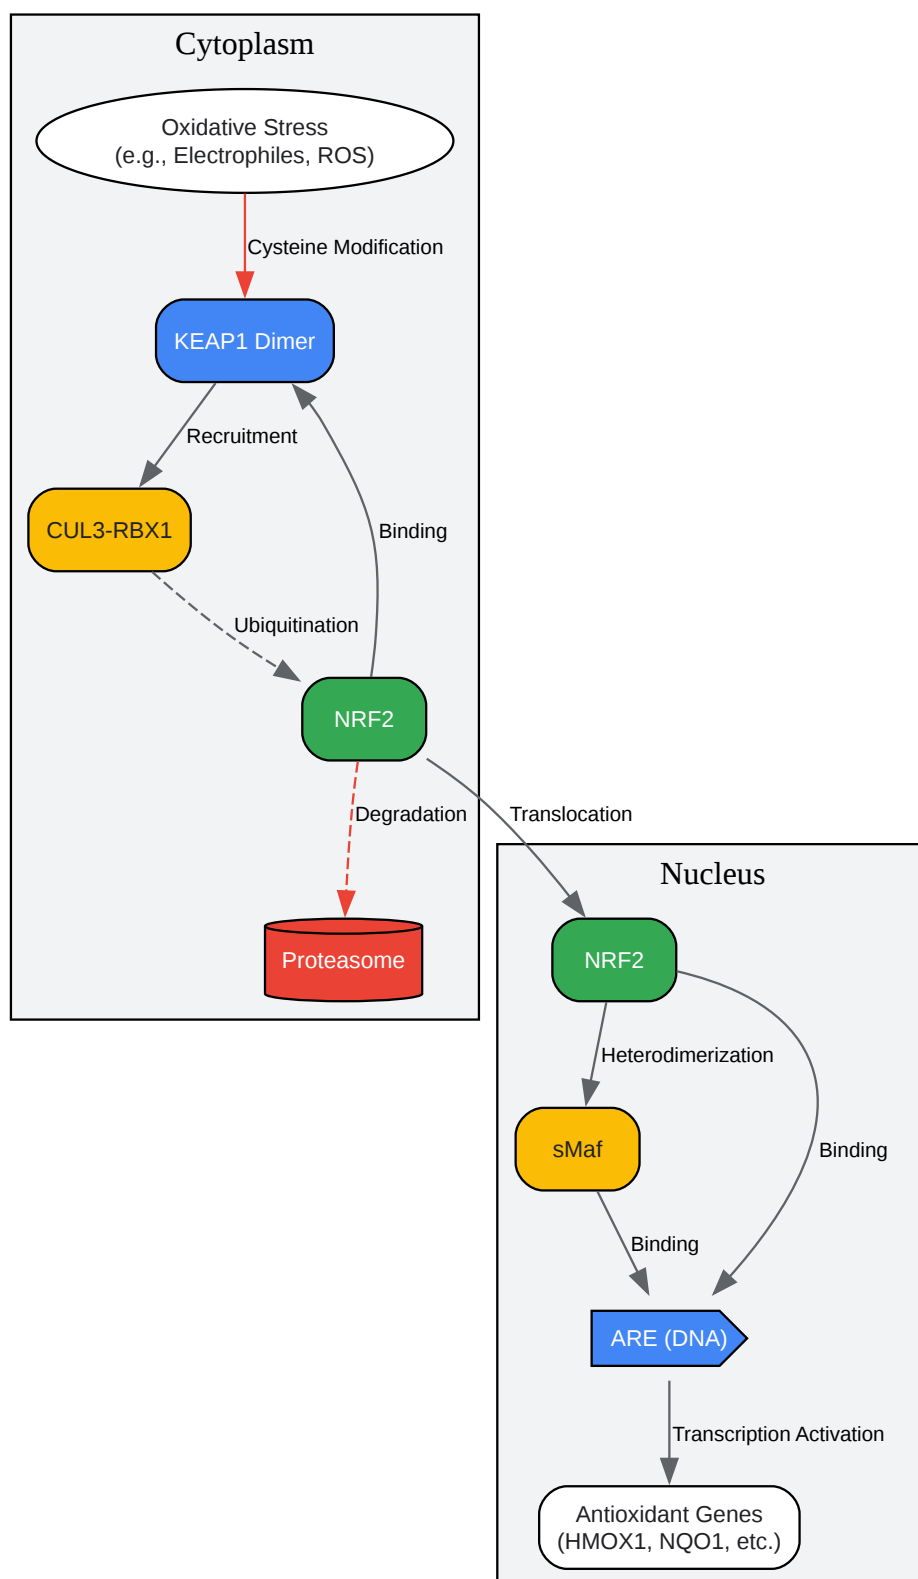 Cytoplasm
Oxidative Stress
(e.g., Electrophiles, ROS)
Cysteine Modification
KEAP1 Dimer
Recruitment
CUL3-RBX1
Binding
Ubiquitination
NRF2
Degradation
Translocation
Proteasome
Nucleus
NRF2
Heterodimerization
sMaf
Binding
Binding
ARE (DNA)
Transcription Activation
Antioxidant Genes
(HMOX1, NQO1, etc.)